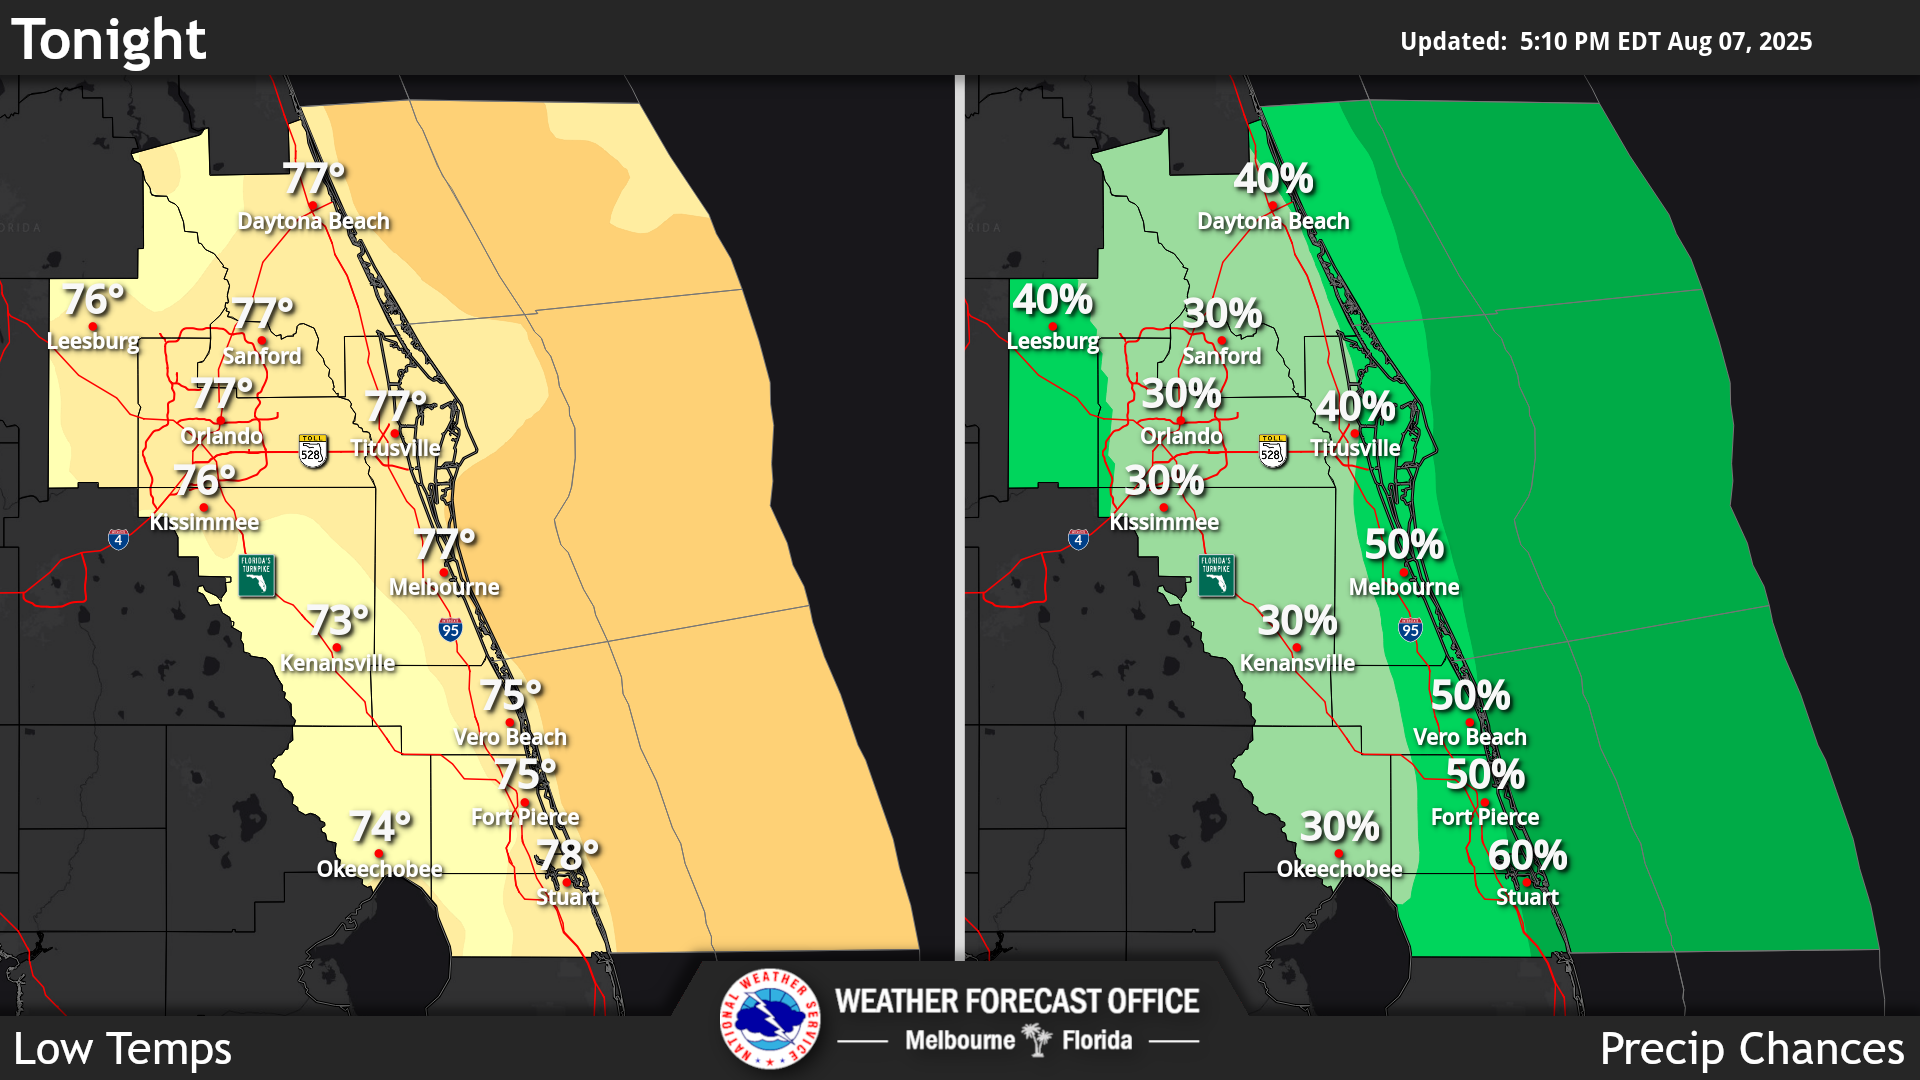 Tonight
Updated: 5:10 PM EDT Aug 07, 2025
77°
Daytona Beach
76°
Leesburg
77°
Sanford
77°
Orlando
77°
Titusville
TOLL
528
76°
Kissimmee
INTERSTATE
4
FLORIDA'S
TURNPIKE
77°
Melbourne
73°
Kenansville
INTERSTATE
95
75°
Vero Beach
75°
Fort Pierce
74°
Okeechobee
78°
Stuart
40%
Daytona Beach
40%
Leesburg
30%
Sanford
30%
Orlando
40%
Titusville
TOLL
528
30%
Kissimmee
INTERSTATE
4
FLORIDA'S
TURNPIKE
50%
Melbourne
30%
Kenansville
INTERSTATE
95
50%
Vero Beach
50%
Fort Pierce
30%
Okeechobee
60%
Stuart
NATIONAL WEATHER SERVICE
WEATHER FORECAST OFFICE
Melbourne Florida
Low Temps
Precip Chances